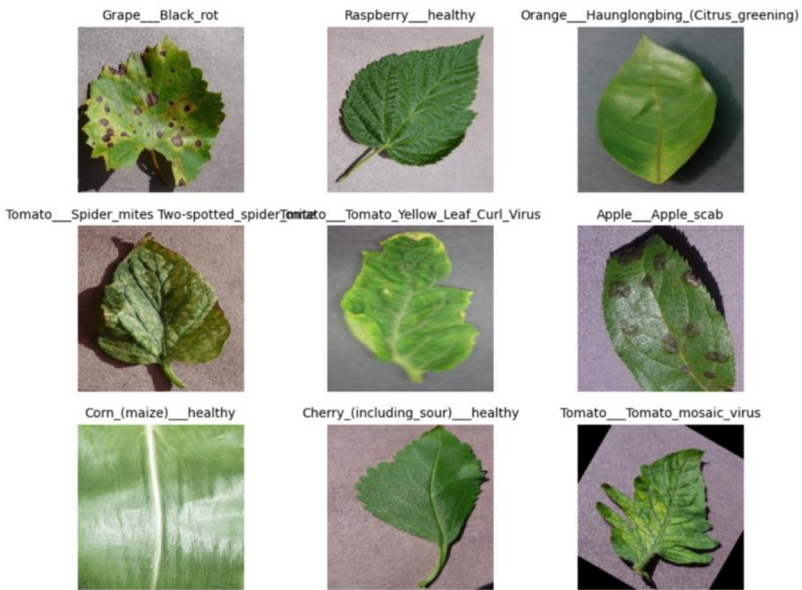 Grape___Black_rot
Raspberry___healthy
Orange___Haunglongbing_(Citrus_greening)
Tomato___Spider_mites Two-spotted_spider_mite
Tomato___Tomato_Yellow_Leaf_Curl_Virus
Apple___Apple_scab
Corn_(maize)___healthy
Cherry_(including_sour)___healthy
Tomato___Tomato_mosaic_virus